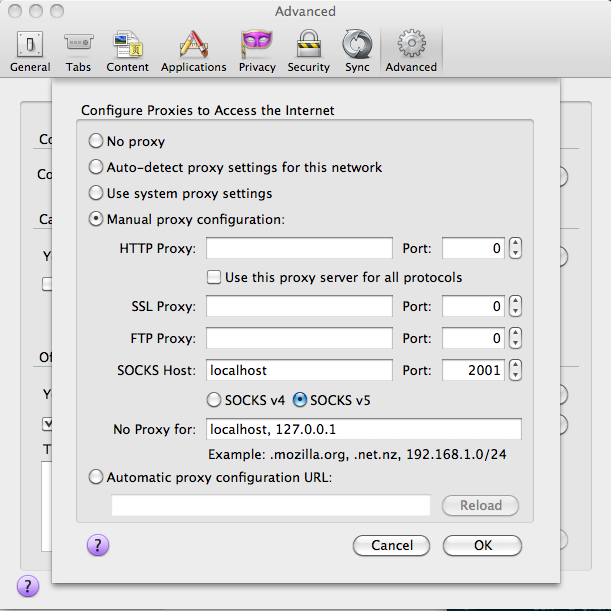 Advanced
General Tabs Content Applications Privacy Security Sync Advanced
Configure Proxies to Access the Internet
No proxy
Auto-detect proxy settings for this network
Use system proxy settings
Manual proxy configuration:
HTTP Proxy: Port: 0
Use this proxy server for all protocols
SSL Proxy: Port: 0
FTP Proxy: Port: 0
SOCKS Host: localhost Port: 2001
SOCKS v4 SOCKS v5
No Proxy for: localhost, 127.0.0.1
Example: .mozilla.org, .net.nz, 192.168.1.0/24
Automatic proxy configuration URL:
Reload
? Cancel OK
?